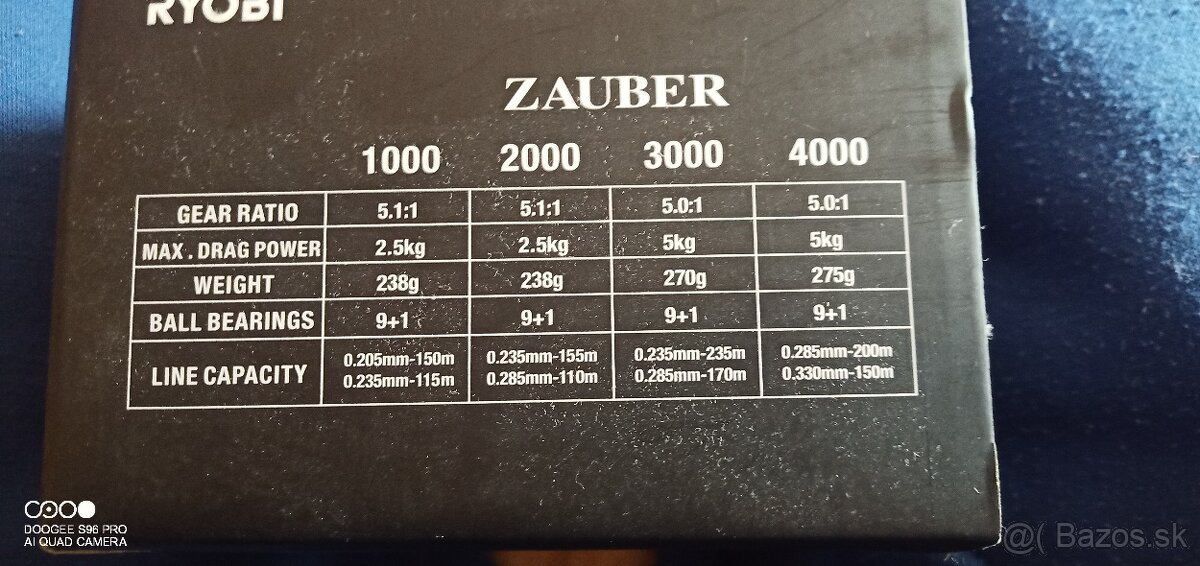 RYOBI
ZAUBER
1000 2000 3000 4000
GEAR RATIO 5.1:1 5.1:1 5.0:1 5.0:1
MAX. DRAG POWER 2.5kg 2.5kg 5kg 5kg
WEIGHT 238g 238g 270g 275g
BALL BEARINGS 9+1 9+1 9+1 9+1
LINE CAPACITY 0.205mm-150m 0.235mm-155m 0.235mm-235m 0.285mm-200m
0.235mm-115m 0.285mm-110m 0.285mm-170m 0.330mm-150m
DOOGEE S96 PRO
AI QUAD CAMERA
@( Bazos.sk